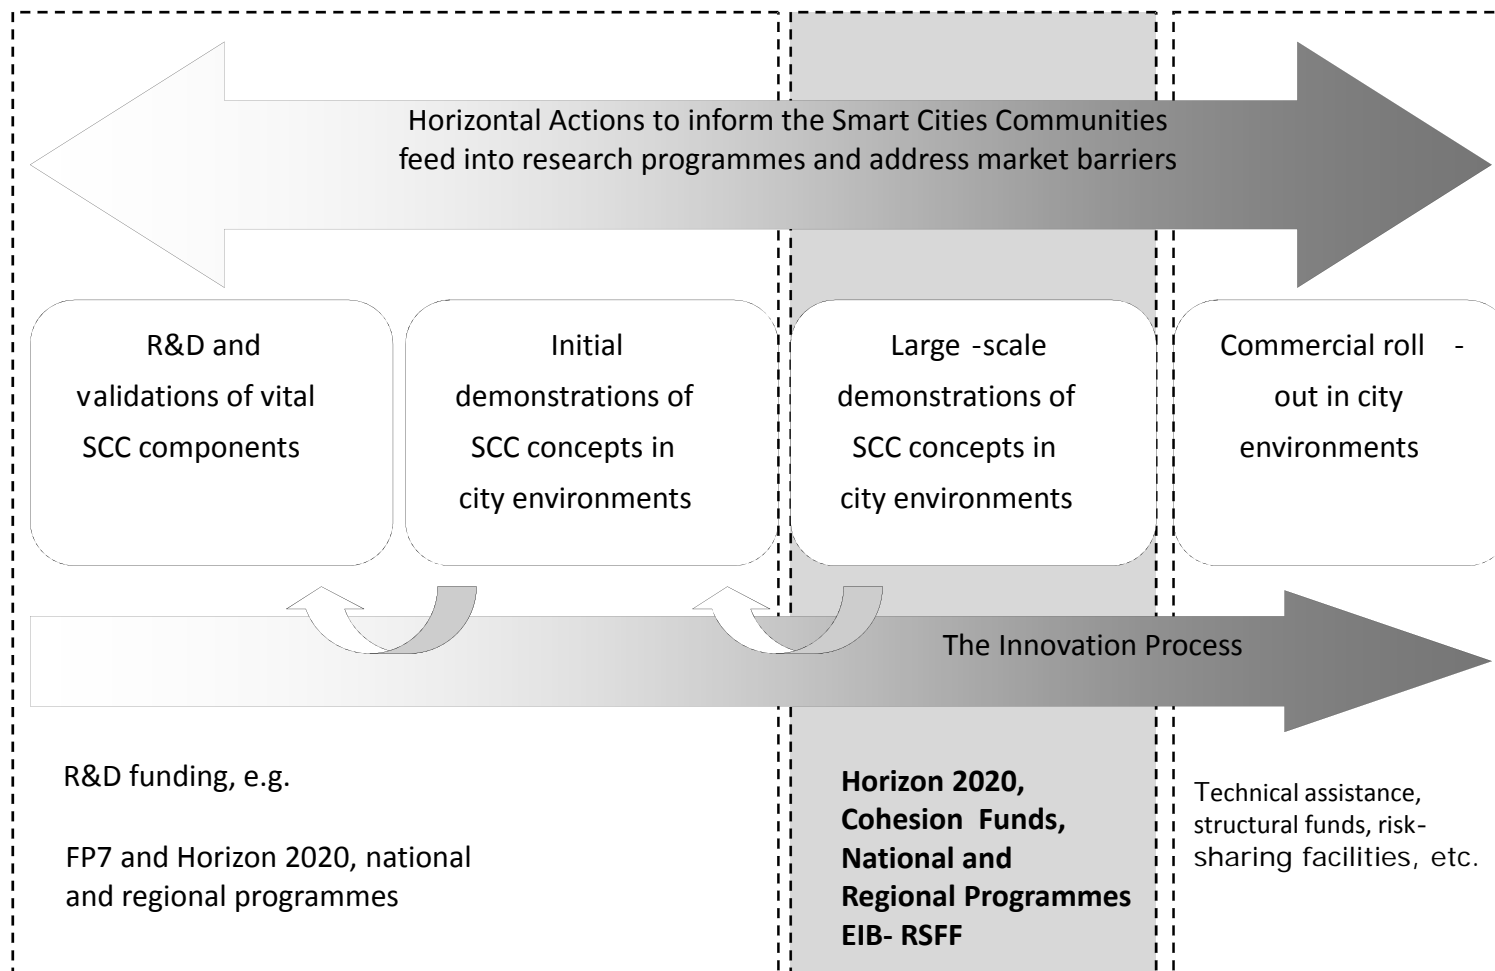 Horizontal Actions to inform the Smart Cities Communities
feed into research programmes and address market barriers
R&D and
validations of vital
SCC components
Initial
demonstrations of
SCC concepts in
city environments
Large -scale
demonstrations of
SCC concepts in
city environments
Commercial roll -
out in city
environments
The Innovation Process
R&D funding, e.g.
FP7 and Horizon 2020, national
and regional programmes
Horizon 2020,
Cohesion Funds,
National and
Regional Programmes
EIB- RSFF
Technical assistance,
structural funds, risk-
sharing facilities, etc.